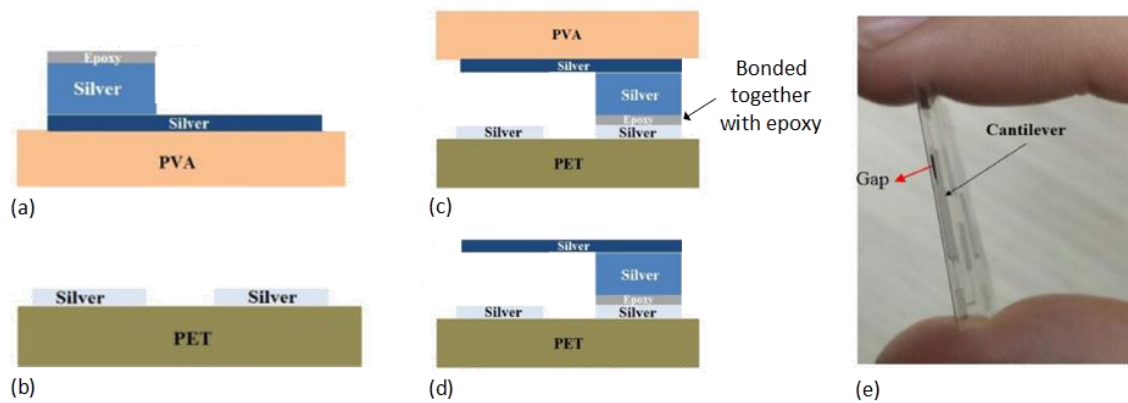 Epoxy
Silver
Silver
PVA
(a)
Silver Silver
PET
(b)
PVA
Silver
Silver
Epoxy
Silver Silver
PET
Bonded
together
with epoxy
(c)
Silver
Silver
Epoxy
Silver Silver
PET
(d)
Cantilever
Gap
(e)